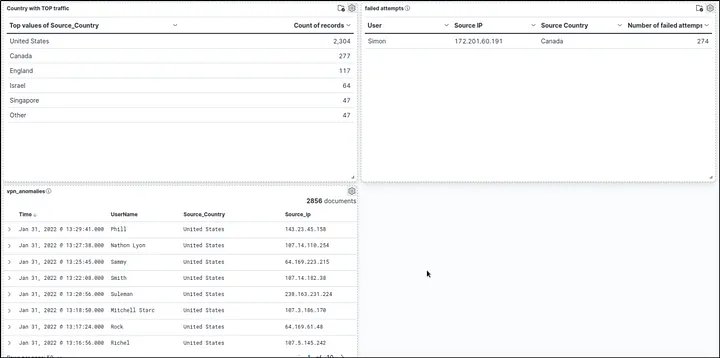 Country with TOP traffic
Top values of Source_Country Count of records
United States 2,304
Canada 277
England 117
Israel 64
Singapore 47
Other 47
failed attempts
User Source IP Source Country Number of failed attemps
Simon 172.201.60.191 Canada 274
vpn_anomalies
2856 documents
Time UserName Source_Country Source_ip
Jan 31, 2022 @ 13:29:41.000 Phill United States 143.23.45.158
Jan 31, 2022 @ 13:27:38.000 Nathon Lyon United States 107.14.110.254
Jan 31, 2022 @ 13:25:45.000 Sammy United States 64.169.223.215
Jan 31, 2022 @ 13:22:08.000 Smith United States 107.14.182.38
Jan 31, 2022 @ 13:20:56.000 Suleman United States 238.163.231.224
Jan 31, 2022 @ 13:18:50.000 Mitchell Starc United States 107.3.186.170
Jan 31, 2022 @ 13:17:24.000 Rock United States 64.169.61.48
Jan 31, 2022 @ 13:16:56.000 Richel United States 107.5.145.242